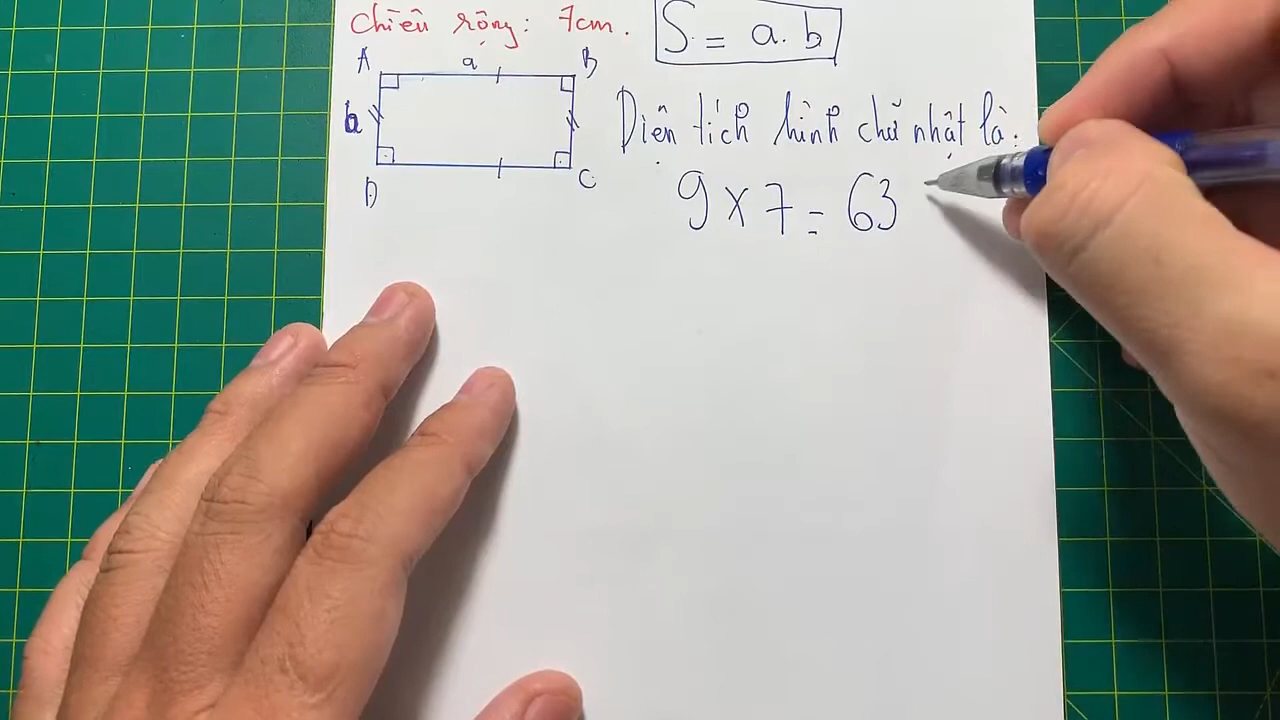 chiều rộng: 7cm.
S = a.b
A
a
B
b
D
C
Diện tích hình chữ nhật là:
9 x 7 = 63